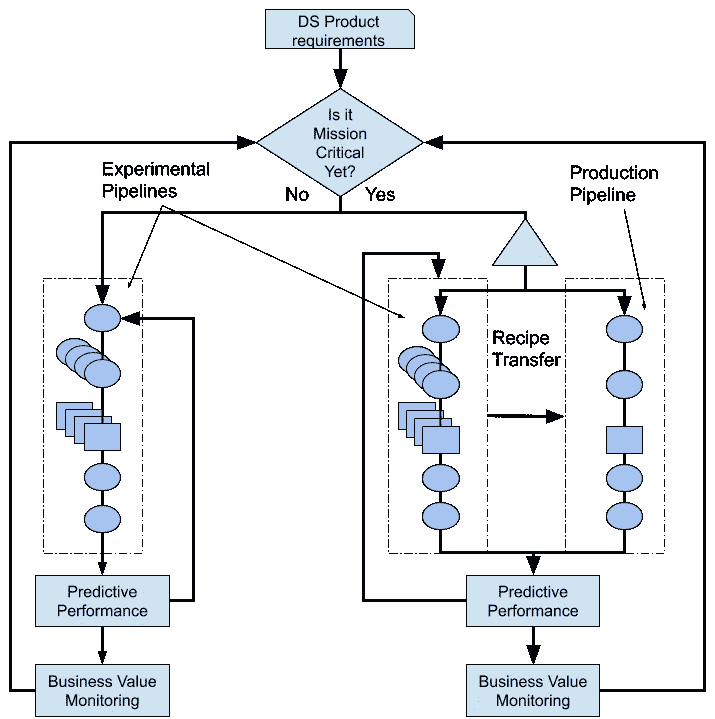 DS Product
requirements
Is it
Mission
Critical
Yet?
Experimental
Pipelines
No
Yes
Production
Pipeline
Recipe
Transfer
Predictive
Performance
Predictive
Performance
Business Value
Monitoring
Business Value
Monitoring